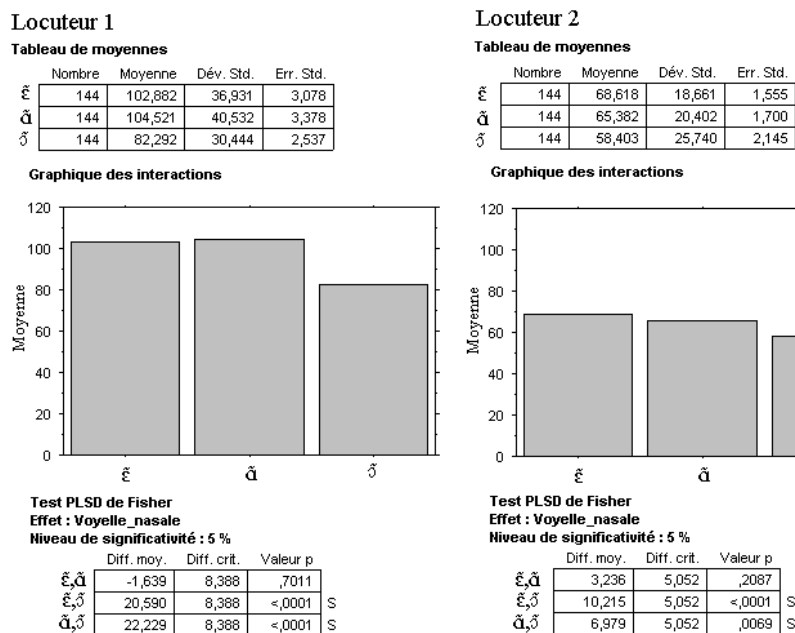 Locuteur 1
Tableau de moyennes
Nombre Moyenne Dév. Std. Err. Std.
ɛ̃ 144 102,882 36,931 3,078
ɑ̃ 144 104,521 40,532 3,378
ɔ̃ 144 82,292 30,444 2,537
Graphique des interactions
120
100
80
60
40
20
0
Moyenne
ɛ̃ ɑ̃ ɔ̃
Test PLSD de Fisher
Effet : Voyelle_nasale
Niveau de significativité : 5 %
Diff. moy. Diff. crit. Valeur p
ɛ̃,ɑ̃ -1,639 8,388 ,7011
ɛ̃,ɔ̃ 20,590 8,388 <,0001 S
ɑ̃,ɔ̃ 22,229 8,388 <,0001 S
Locuteur 2
Tableau de moyennes
Nombre Moyenne Dév. Std. Err. Std.
ɛ̃ 144 68,618 18,661 1,555
ɑ̃ 144 65,382 20,402 1,700
ɔ̃ 144 58,403 25,740 2,145
Graphique des interactions
120
100
80
60
40
20
0
Moyenne
ɛ̃ ɑ̃
Test PLSD de Fisher
Effet : Voyelle_nasale
Niveau de significativité : 5 %
Diff. moy. Diff. crit. Valeur p
ɛ̃,ɑ̃ 3,236 5,052 ,2087
ɛ̃,ɔ̃ 10,215 5,052 <,0001 S
ɑ̃,ɔ̃ 6,979 5,052 ,0069 S